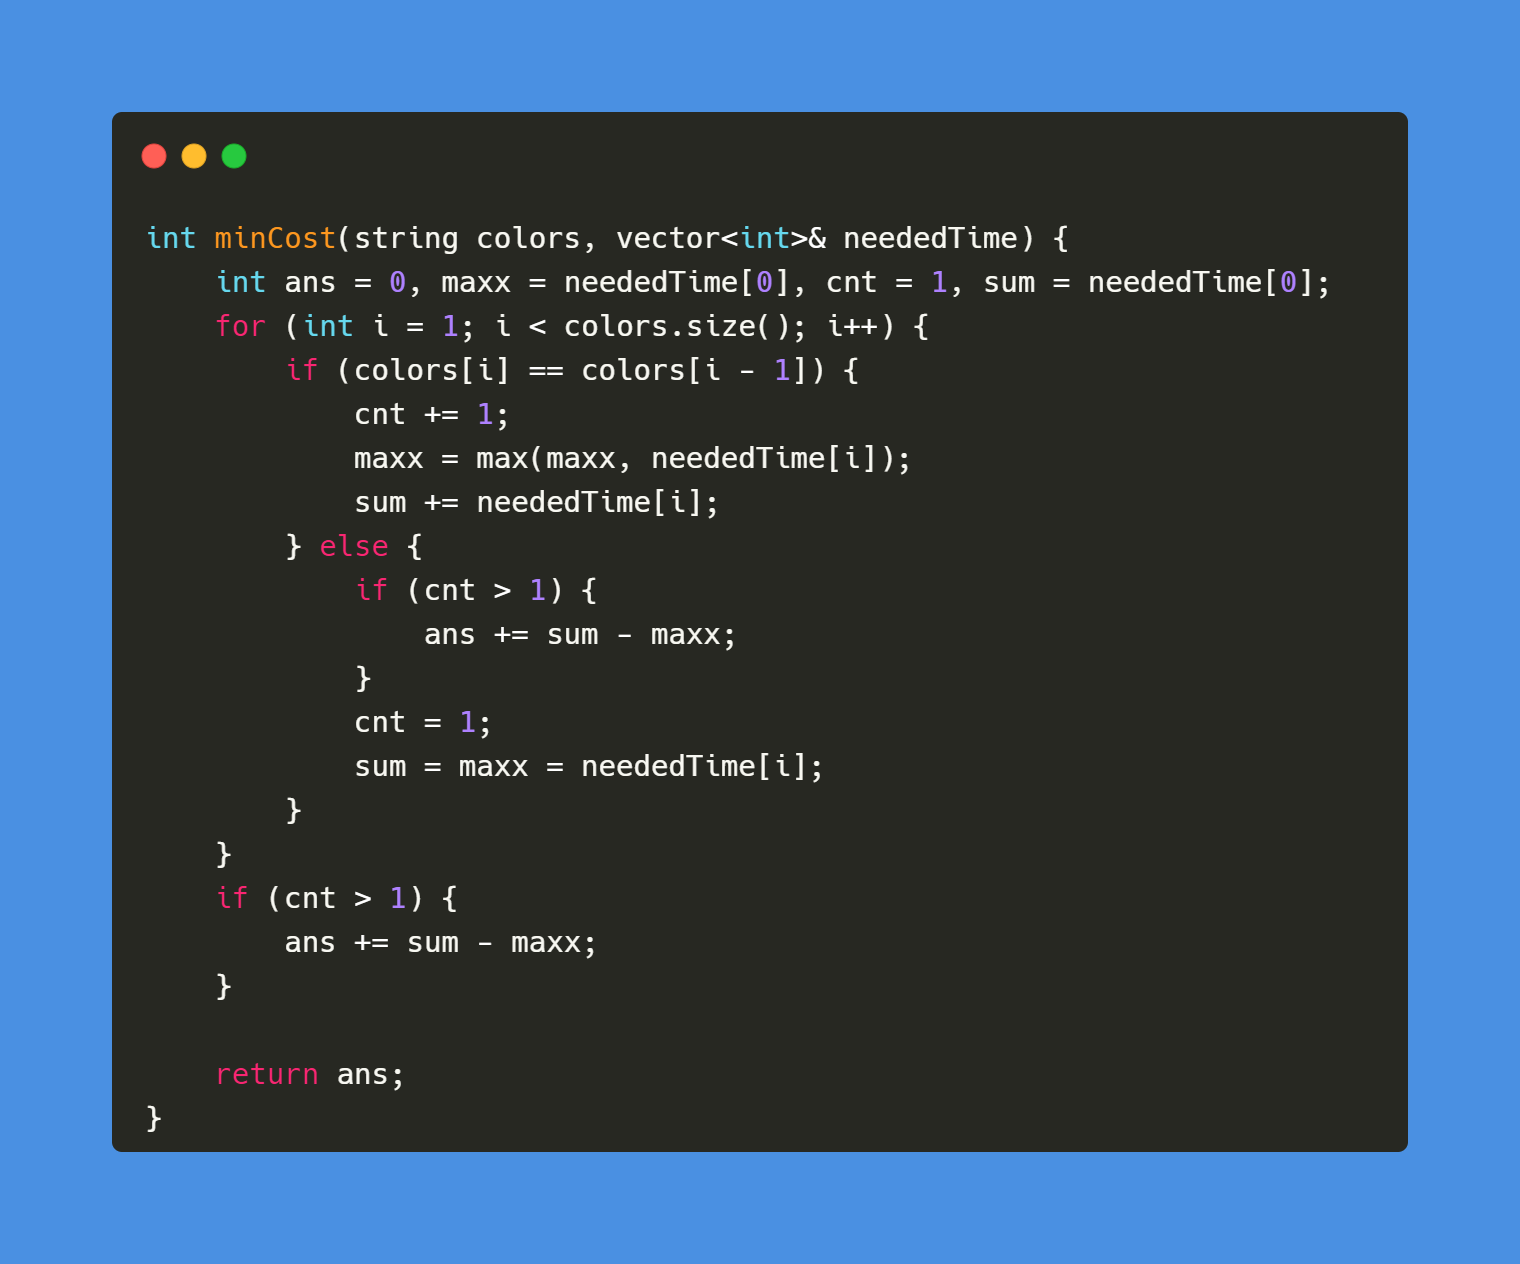 int minCost(string colors, vector<int>& neededTime) {
    int ans = 0, maxx = neededTime[0], cnt = 1, sum = neededTime[0];
    for (int i = 1; i < colors.size(); i++) {
        if (colors[i] == colors[i - 1]) {
            cnt += 1;
            maxx = max(maxx, neededTime[i]);
            sum += neededTime[i];
        } else {
            if (cnt > 1) {
                ans += sum - maxx;
            }
            cnt = 1;
            sum = maxx = neededTime[i];
        }
    }
    if (cnt > 1) {
        ans += sum - maxx;
    }

    return ans;
}